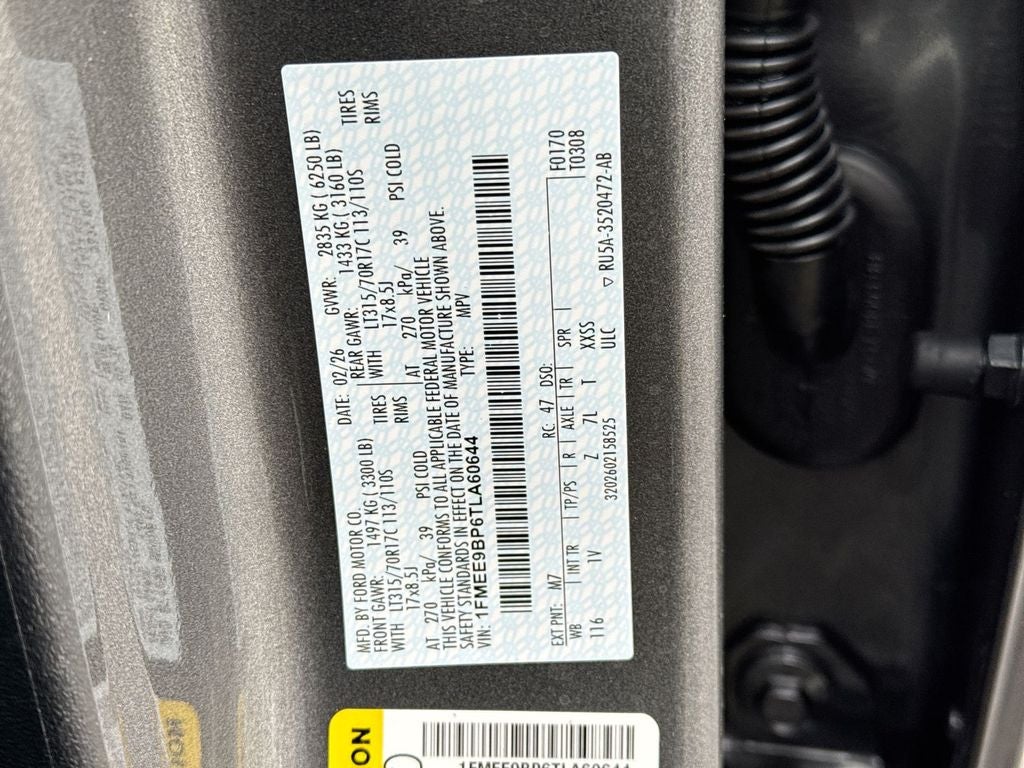 MFD. BY FORD MOTOR CO. DATE: 02/26 GVWR: 2835 KG ( 6250 LB)
FRONT GAWR: 1497 KG ( 3300 LB) REAR GAWR: 1433 KG ( 3160 LB)
WITH LT315/70R17C 113/110S TIRES WITH LT315/70R17C 113/110S TIRES
17x8.5J RIMS 17x8.5J RIMS
AT 270 kPa/ 39 PSI COLD AT 270 kPa/ 39 PSI COLD
THIS VEHICLE CONFORMS TO ALL APPLICABLE FEDERAL MOTOR VEHICLE
SAFETY STANDARDS IN EFFECT ON THE DATE OF MANUFACTURE SHOWN ABOVE.
VIN: 1FMEE9BP6TLA60644 TYPE: MPV
EXT PNT: M7 RC: 47 DSO: F0170
WB INT TR TP/PS R AXLE TR SPR T0308
116 1V Z 7L T XXSS
3202602158525 ULC ▽ RU5A-3520472-AB
ON
1FMEE9BP6TLA60644